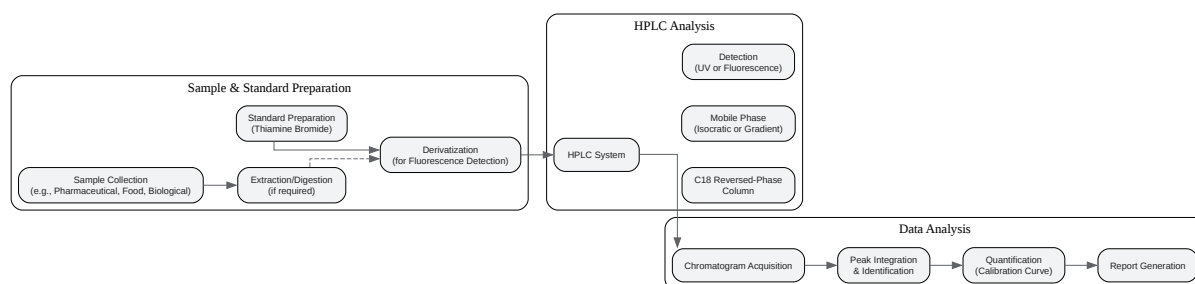 Sample & Standard Preparation
Standard Preparation
(Thiamine Bromide)
Sample Collection
(e.g., Pharmaceutical, Food, Biological)
Extraction/Digestion
(if required)
Derivatization
(for Fluorescence Detection)
HPLC Analysis
HPLC System
Detection
(UV or Fluorescence)
Mobile Phase
(Isocratic or Gradient)
C18 Reversed-Phase
Column
Data Analysis
Chromatogram Acquisition
Peak Integration
& Identification
Quantification
(Calibration Curve)
Report Generation